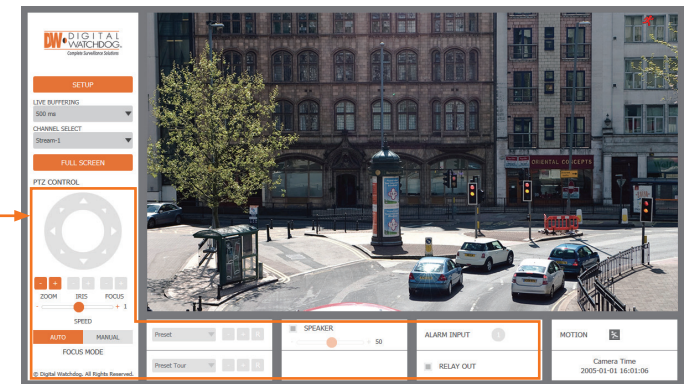 DW DIGITAL
WATCHDOG
Complete Surveillance Solutions
SETUP
LIVE BUFFERING
500 ms
CHANNEL SELECT
Stream-1
FULL SCREEN
PTZ CONTROL
- +
ZOOM IRIS FOCUS
- + 1
SPEED
AUTO MANUAL
FOCUS MODE
© Digital Watchdog. All Rights Reserved.
ORIENTAL CONCEPTS
Preset
Preset Tour
SPEAKER
- + 50
ALARM INPUT
RELAY OUT
MOTION
Camera Time
2005-01-01 16:01:06